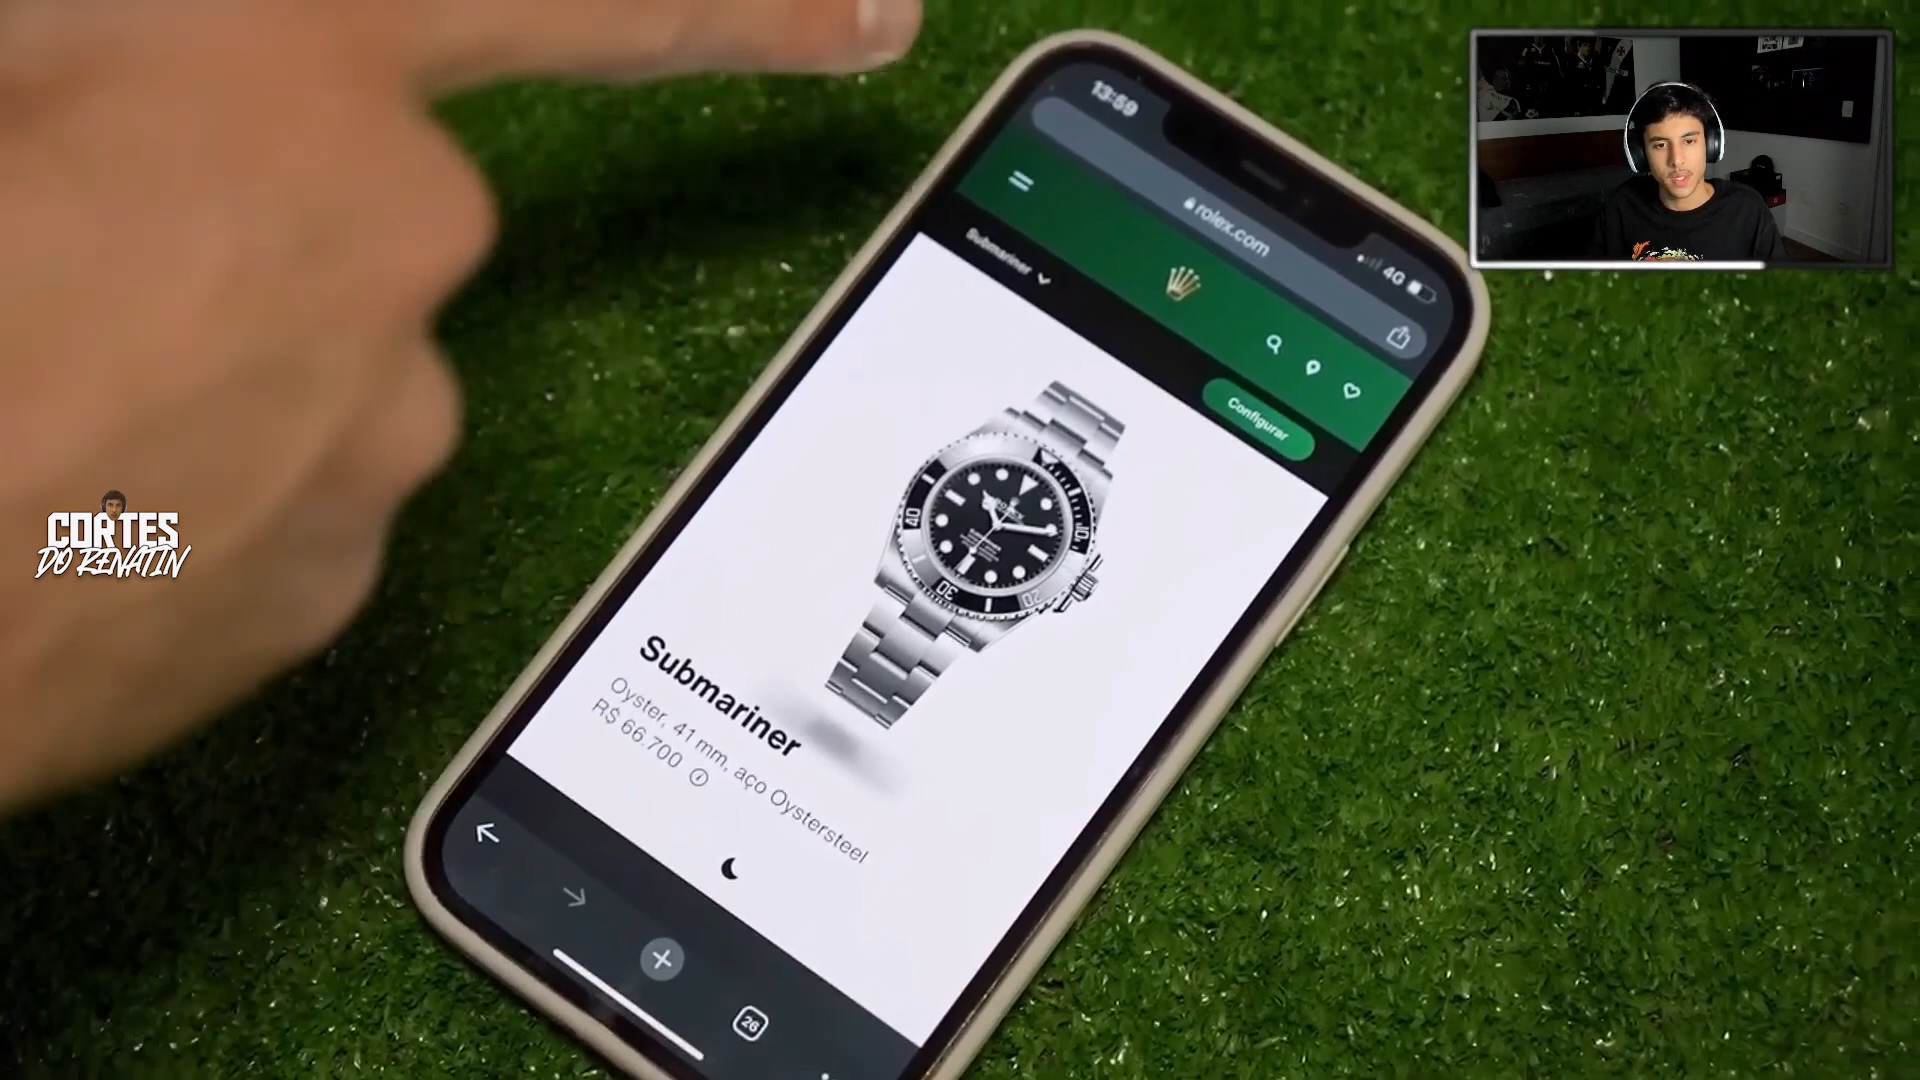 13:59
rolex.com
4G
Submariner
Configurar
40
30
20
10
Submariner
Oyster, 41 mm, aço Oystersteel
R$ 66.700
26
CORTES
DO RENATIN